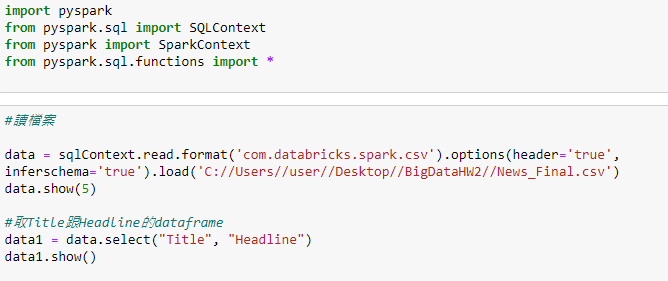 import pyspark
from pyspark.sql import SQLContext
from pyspark import SparkContext
from pyspark.sql.functions import *
#讀檔案
data = sqlContext.read.format('com.databricks.spark.csv').options(header='true',
inferschema='true').load('C://Users//user//Desktop//BigDataHW2//News_Final.csv')
data.show(5)
#取Title跟Headline的dataframe
data1 = data.select("Title", "Headline")
data1.show()